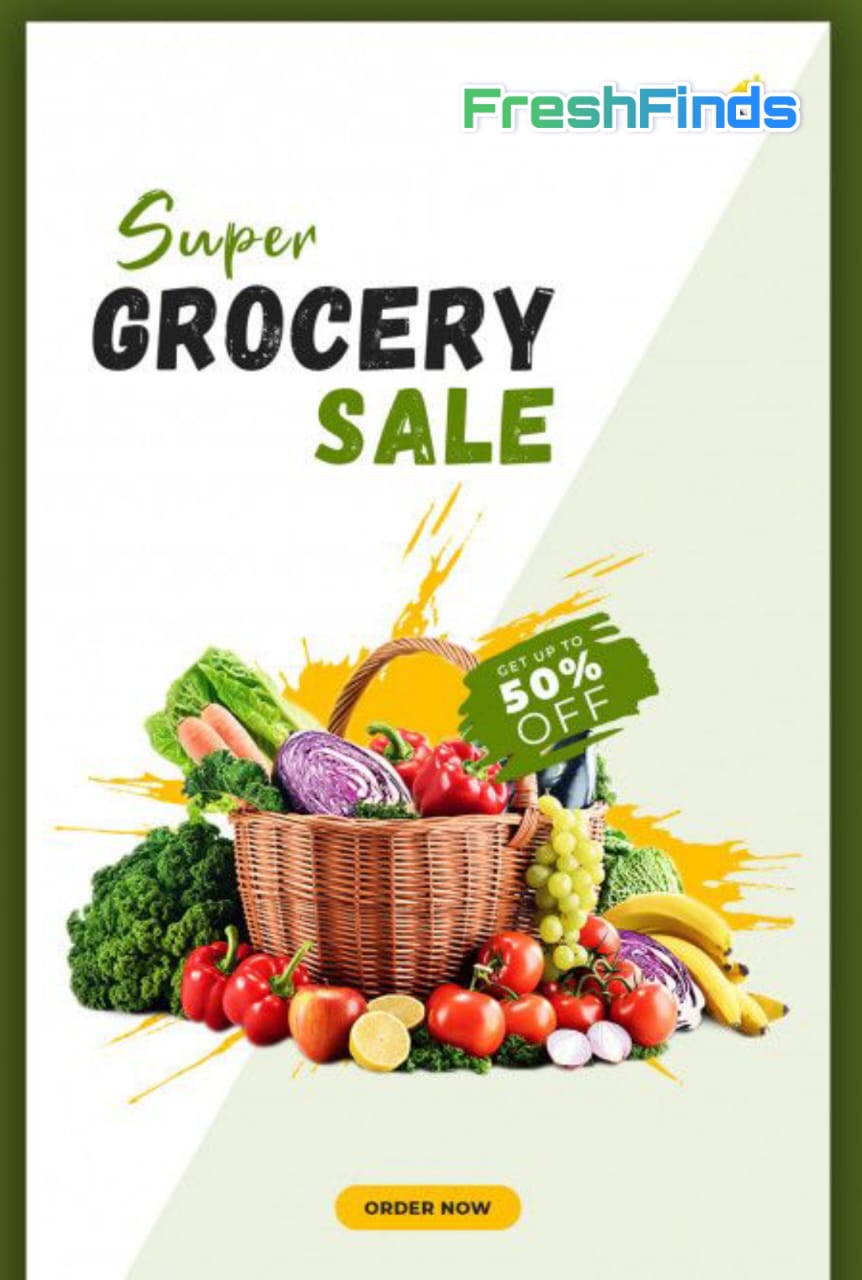 FreshFinds
Super
GROCERY
SALE
GET UP TO
50%
OFF
ORDER NOW